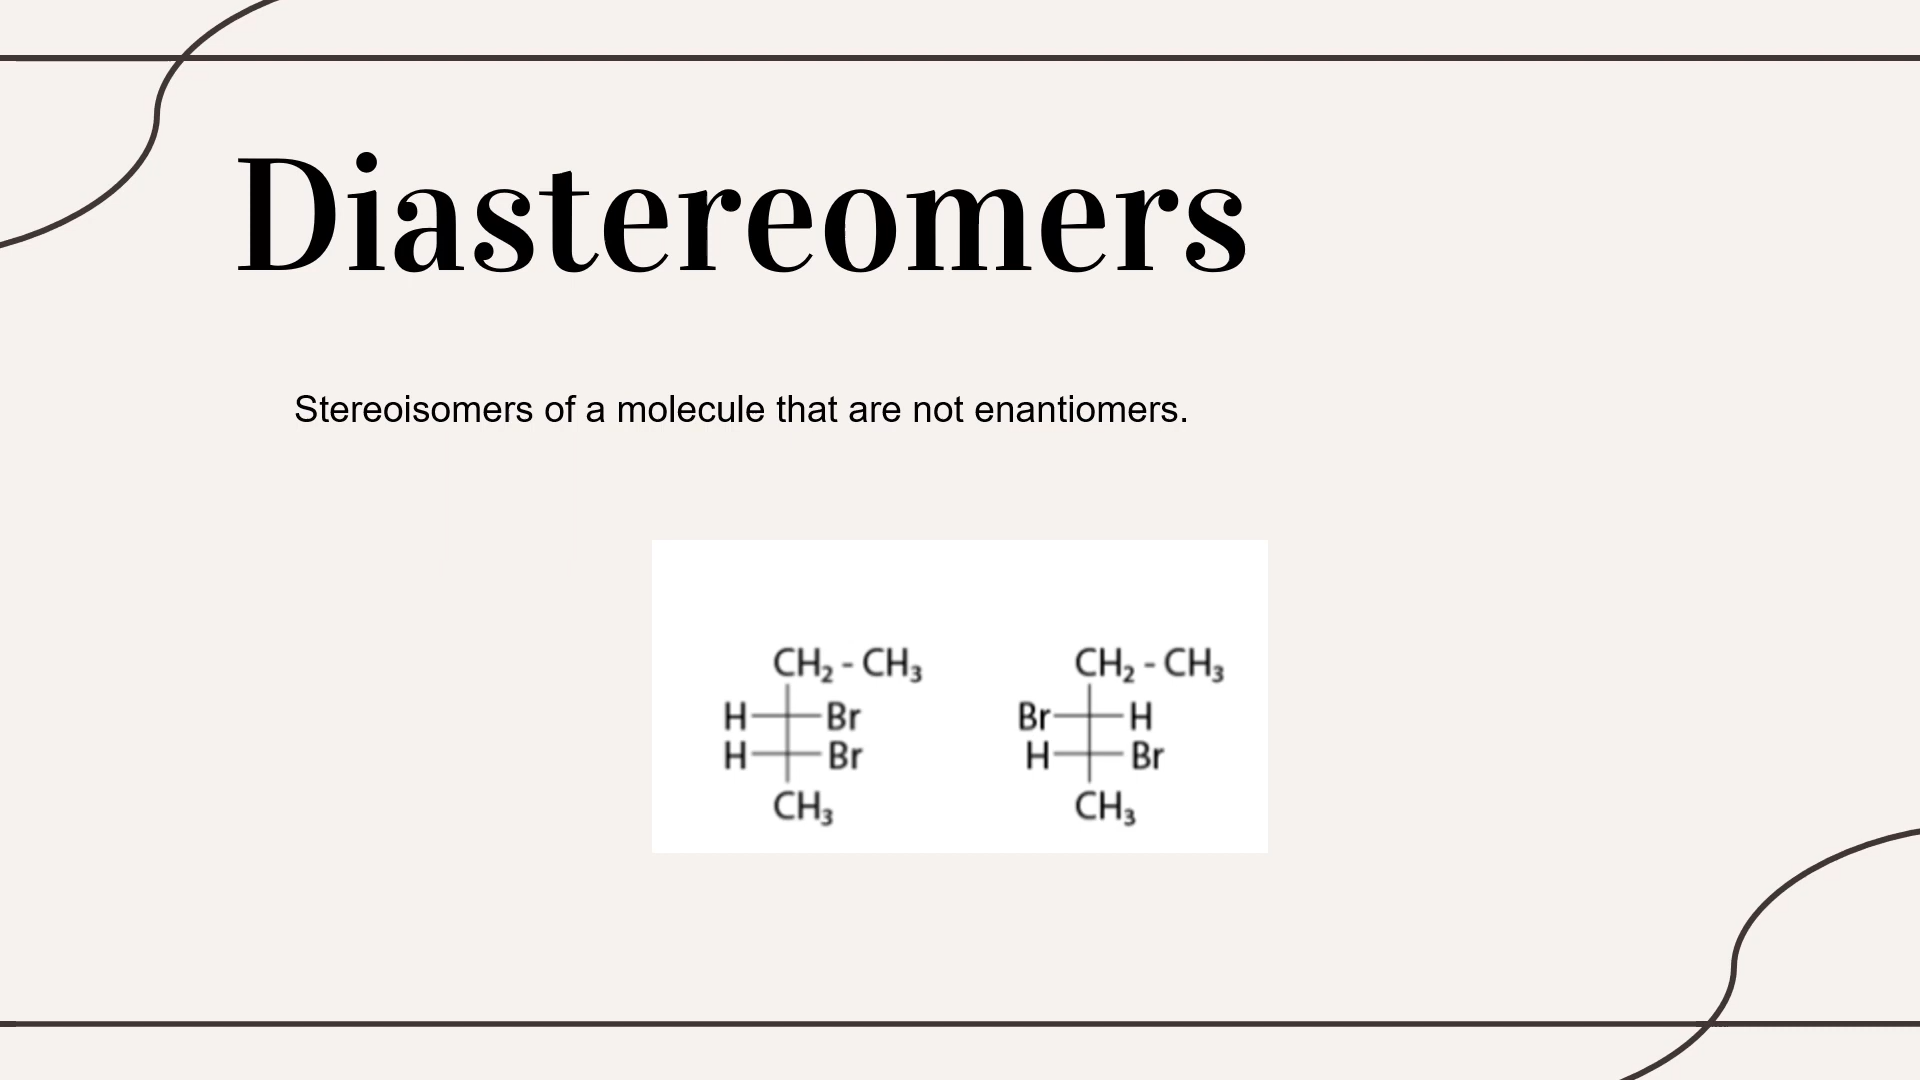 Diastereomers
Stereoisomers of a molecule that are not enantiomers.
CH₂ - CH₃ CH₂ - CH₃
H Br Br H
H Br H Br
CH₃ CH₃